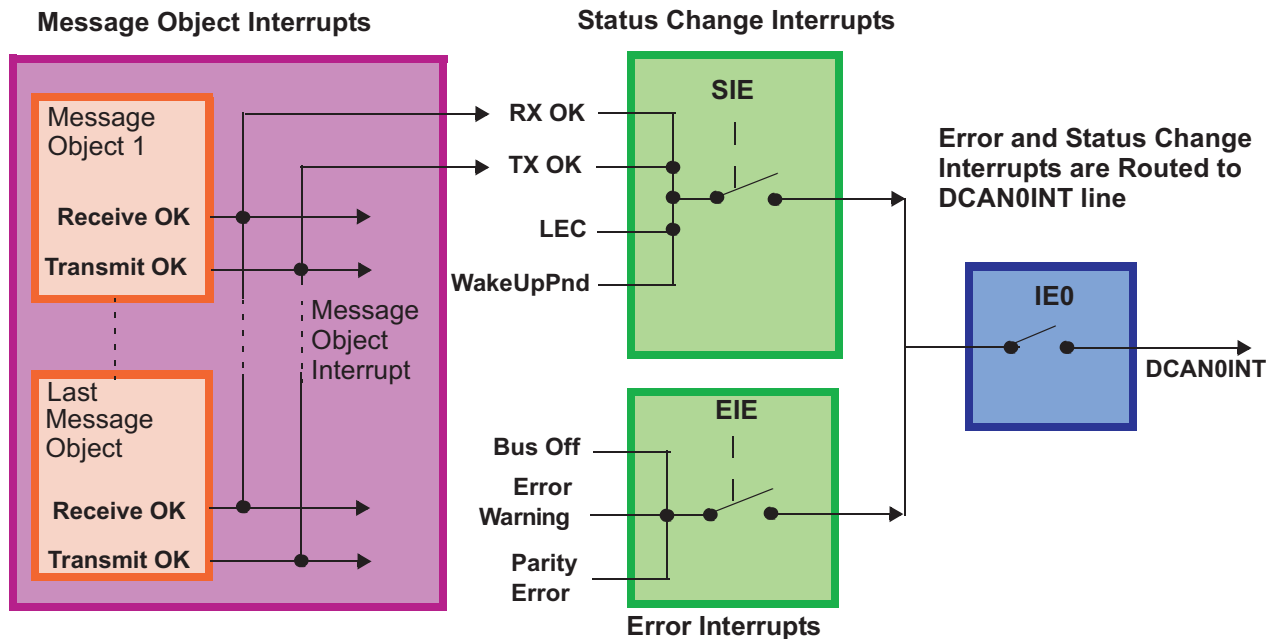 Message Object Interrupts
Message
Object 1
Receive OK
Transmit OK
Message
Object
Interrupt
Last
Message
Object
Receive OK
Transmit OK
Status Change Interrupts
SIE
RX OK
TX OK
LEC
WakeUpPnd
EIE
Bus Off
Error
Warning
Parity
Error
Error Interrupts
Error and Status Change
Interrupts are Routed to
DCAN0INT line
IE0
DCAN0INT